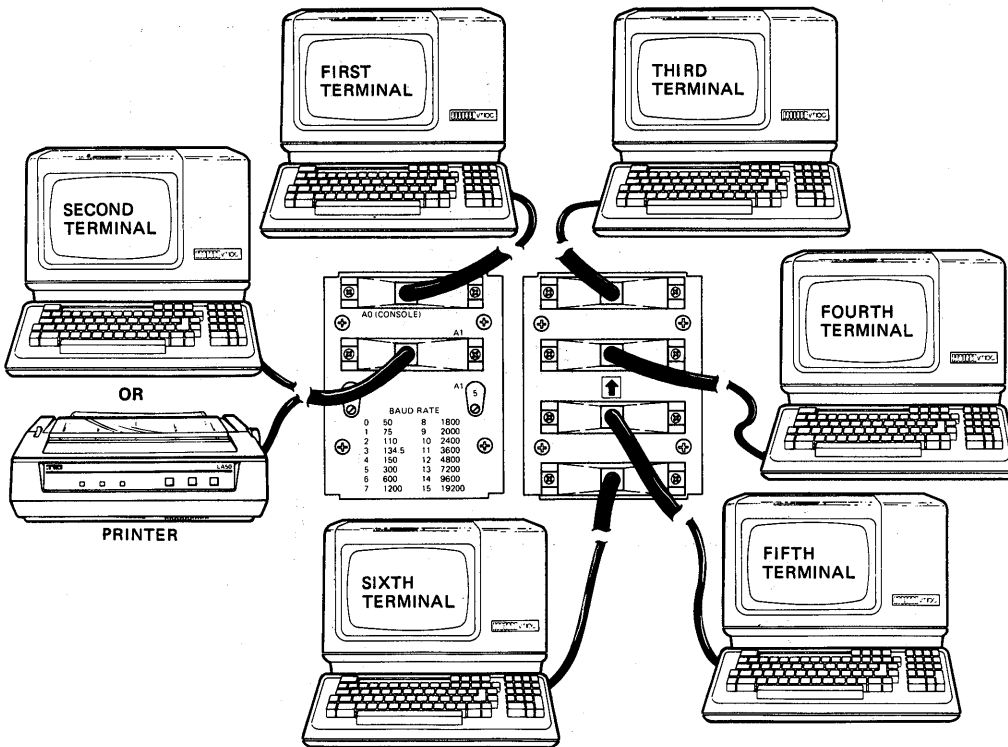 FIRST
TERMINAL
THIRD
TERMINAL
SECOND
TERMINAL
A0 (CONSOLE)
A1
FOURTH
TERMINAL
OR
A1
5
BAUD RATE
0 50 8 1800
1 75 9 2000
2 110 10 2400
3 134.5 11 3600
4 150 12 4800
5 300 13 7200
6 600 14 9600
7 1200 15 19200
LA50
PRINTER
SIXTH
TERMINAL
FIFTH
TERMINAL